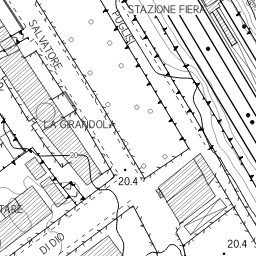 STAZIONE FIERA
PUGLISI
SALVATORE
LA GIRANDOLA
20
20.4
TARE
DI DIO
20.4